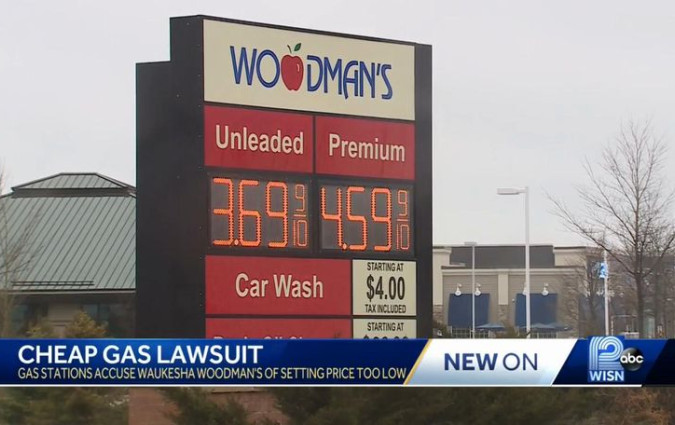 WOODMAN'S
Unleaded Premium
3.69 9/10 4.59 9/10
Car Wash
STARTING AT
$4.00
TAX INCLUDED
STARTING AT
CHEAP GAS LAWSUIT
GAS STATIONS ACCUSE WAUKESHA WOODMAN'S OF SETTING PRICE TOO LOW
NEW ON
12 abc
WISN